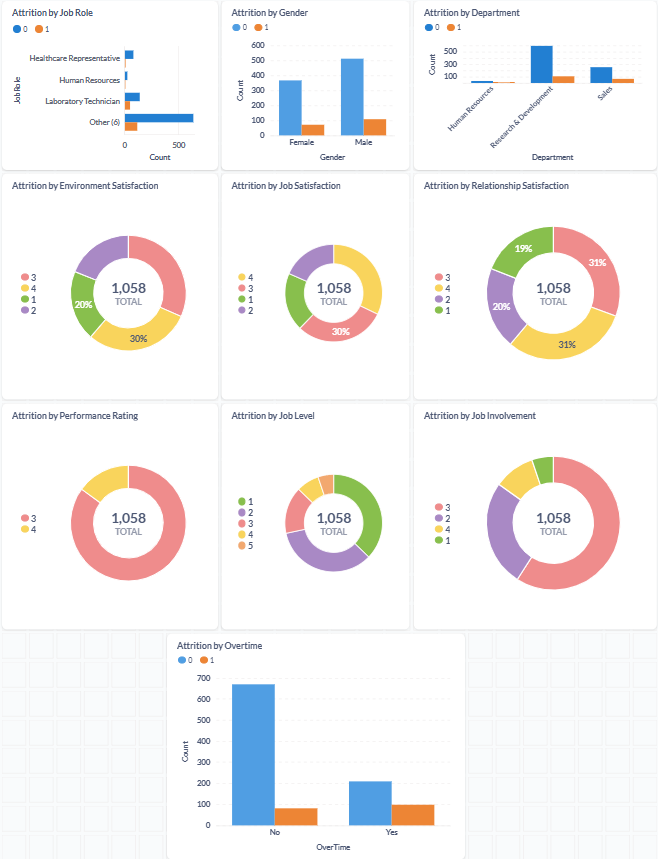 Attrition by Job Role
0 1
Healthcare Representative
Human Resources
Laboratory Technician
Other (6)
Job Role
0 500
Count
Attrition by Gender
0 1
600
500
400
300
200
100
0
Count
Female Male
Gender
Attrition by Department
0 1
500
300
100
Count
Human Resources
Research & Development
Sales
Department
Attrition by Environment Satisfaction
3
4
1
2
1,058
TOTAL
20%
30%
Attrition by Job Satisfaction
4
3
1
2
1,058
TOTAL
30%
Attrition by Relationship Satisfaction
3
4
2
1
19%
31%
1,058
TOTAL
20%
31%
Attrition by Performance Rating
3
4
1,058
TOTAL
Attrition by Job Level
1
2
3
4
5
1,058
TOTAL
Attrition by Job Involvement
3
2
4
1
1,058
TOTAL
Attrition by Overtime
0 1
700
600
500
400
300
200
100
0
Count
No Yes
OverTime